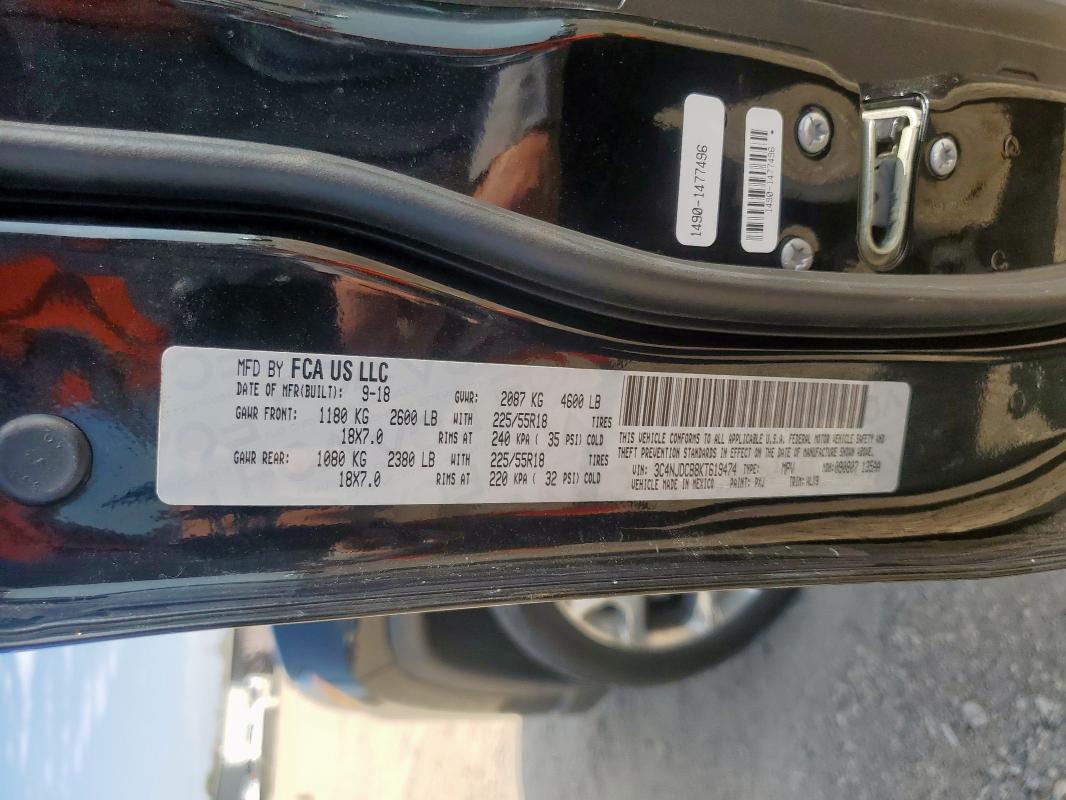 1490-1477496
1490-1477496
MFD BY FCA US LLC
DATE OF MFR(BUILT): 9-18 GVWR: 2087 KG 4600 LB
GAWR FRONT: 1180 KG 2600 LB WITH 225/55R18 TIRES
18X7.0 RIMS AT 240 KPA ( 35 PSI) COLD
GAWR REAR: 1080 KG 2380 LB WITH 225/55R18 TIRES
18X7.0 RIMS AT 220 KPA ( 32 PSI) COLD
THIS VEHICLE CONFORMS TO ALL APPLICABLE U.S.A. FEDERAL MOTOR VEHICLE SAFETY AND
THEFT PREVENTION STANDARDS IN EFFECT ON THE DATE OF MANUFACTURE SHOWN ABOVE.
VIN: 3C4NJDCB8KT619474 TYPE: MPV MDH:
VEHICLE MADE IN MEXICO PAINT: PXJ TRIM: